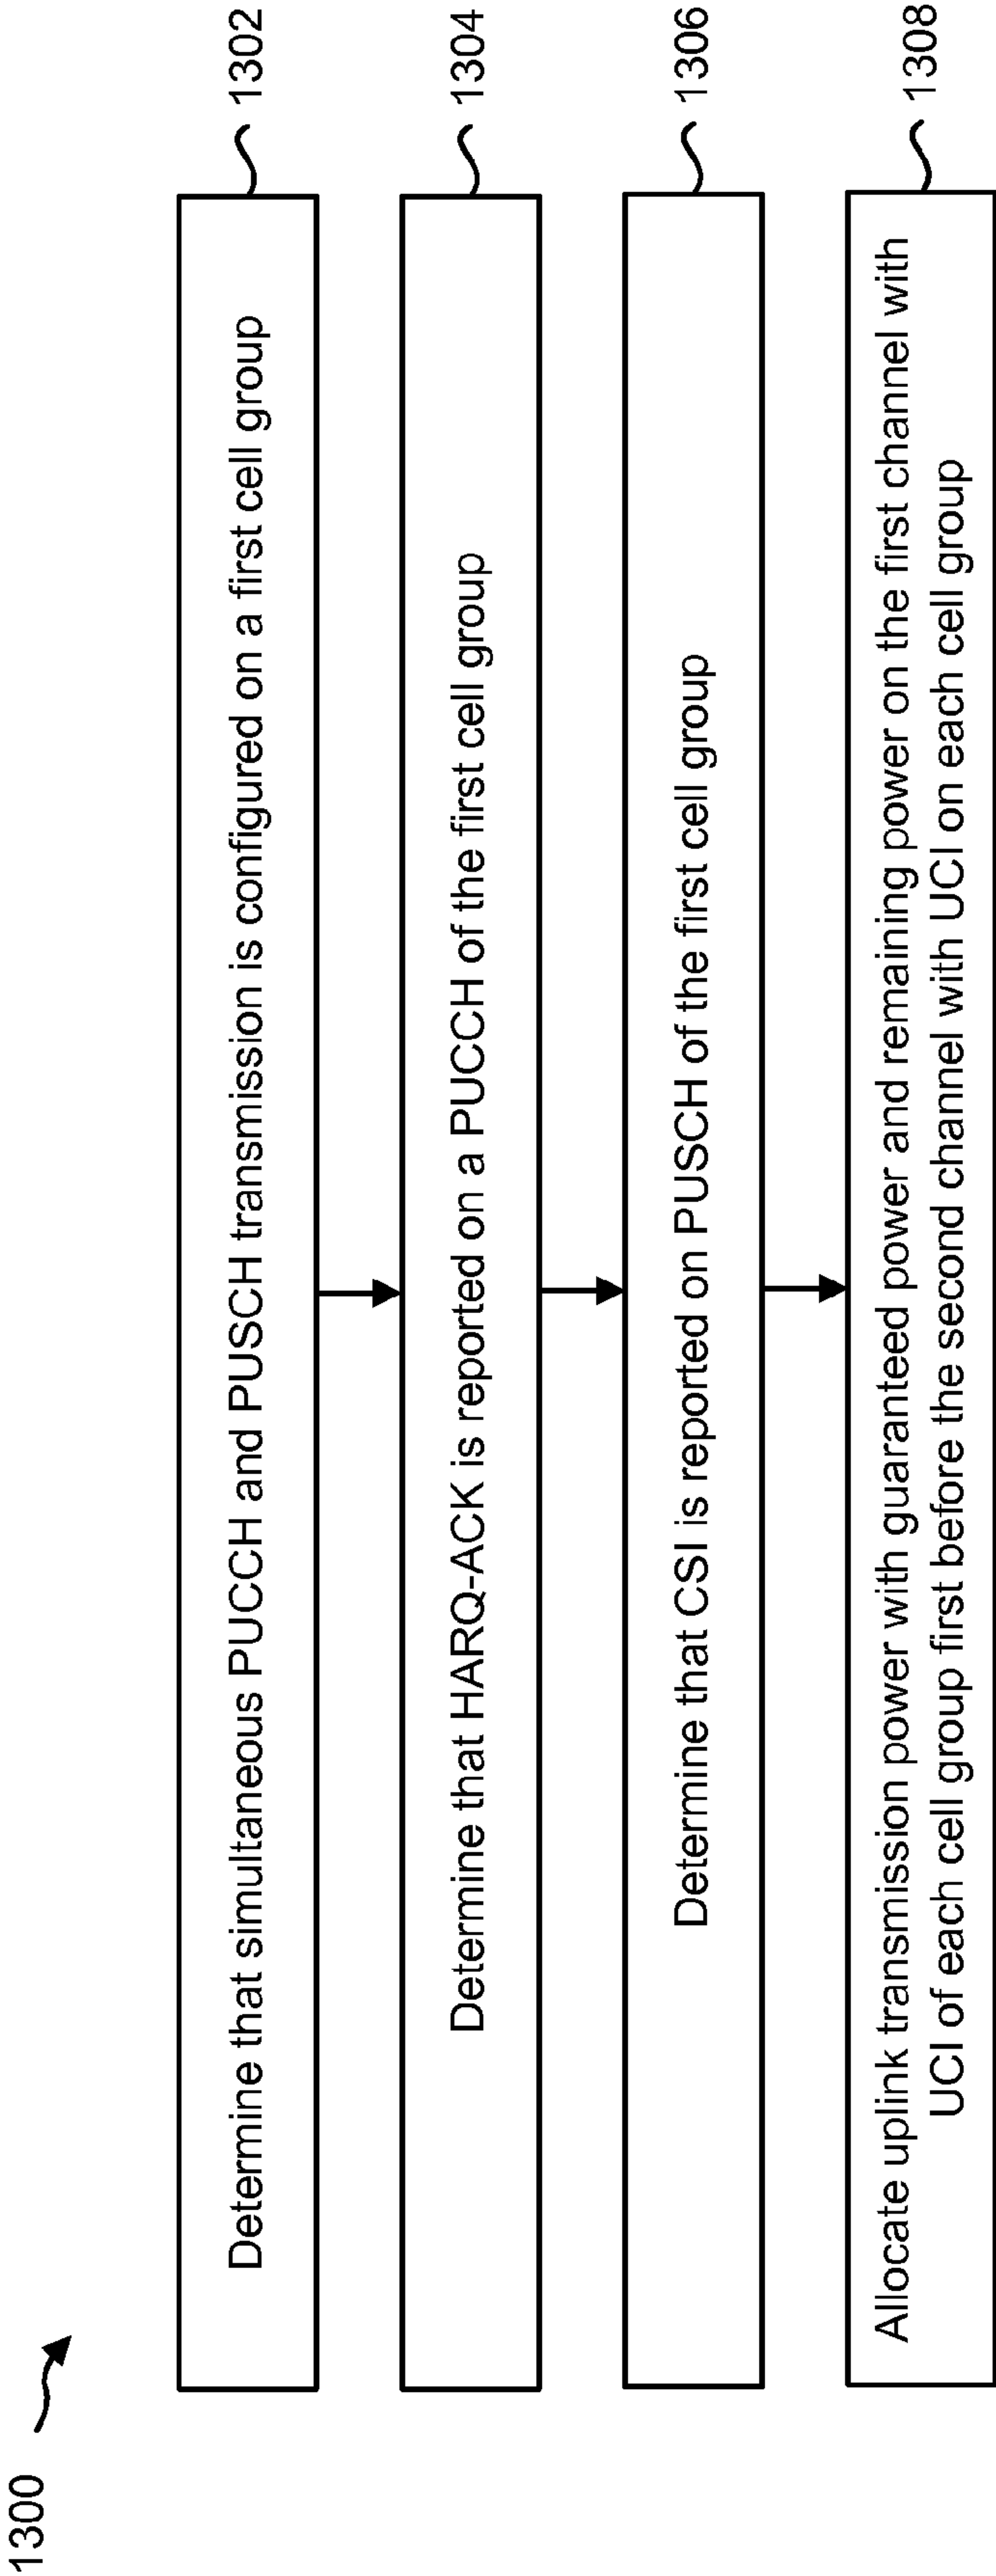 1300
Determine that simultaneous PUCCH and PUSCH transmission is configured on a first cell group
1302
Determine that HARQ-ACK is reported on a PUCCH of the first cell group
1304
Determine that CSI is reported on PUSCH of the first cell group
1306
Allocate uplink transmission power with guaranteed power and remaining power on the first channel with
UCI of each cell group first before the second channel with UCI on each cell group
1308